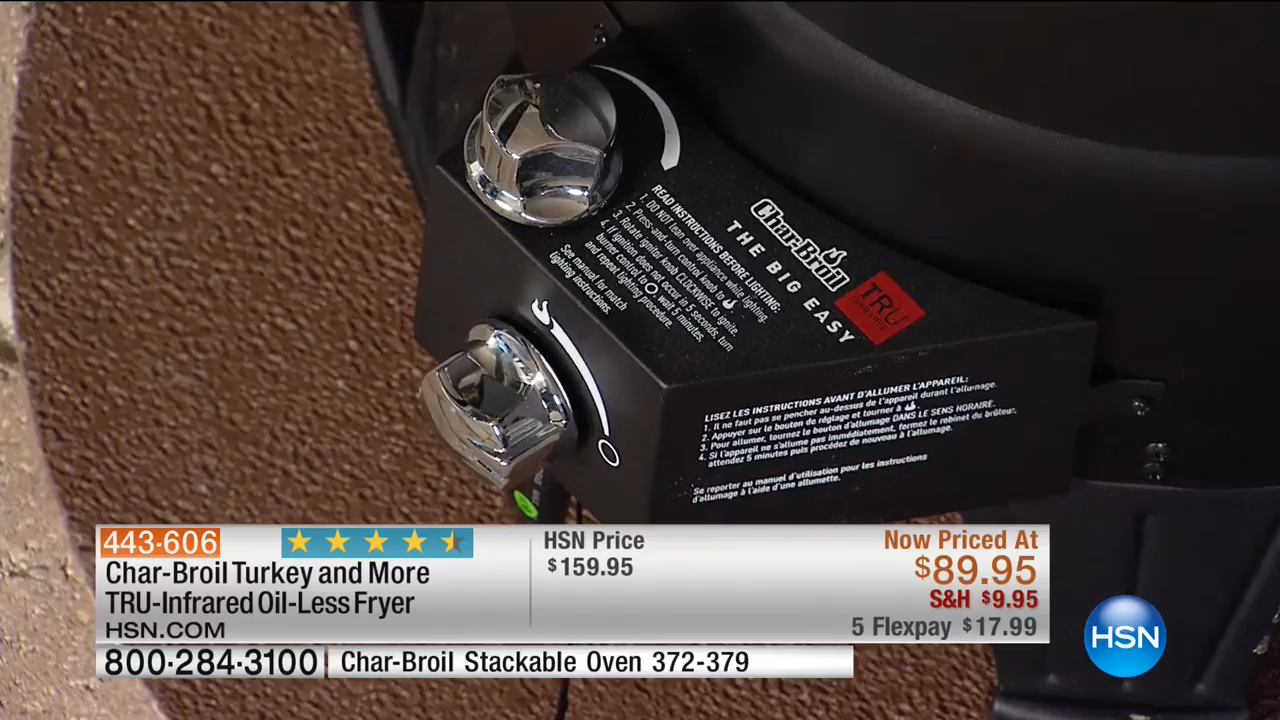 READ INSTRUCTIONS BEFORE LIGHTING:
1. DO NOT lean over appliance while lighting.
2. Press-and-turn control knob to
3. Rotate ignitor knob CLOCKWISE to ignite.
4. If ignition does not occur in 5 seconds, turn
burner control to O, wait 5 minutes,
and repeat lighting procedure.
See manual for match
lighting instructions.
Char-Broil
THE BIG EASY
TRU
INFRARED
LISEZ LES INSTRUCTIONS AVANT D'ALLUMER L'APPAREIL:
1. Il ne faut pas se pencher au-dessus de l'appareil durant l'allumage.
2. Appuyer sur le bouton de réglage et tourner à
3. Pour allumer, tournez le bouton d'allumage DANS LE SENS HORAIRE.
4. Si l'appareil ne s'allume pas immédiatement, fermez le robinet du brûleur,
attendez 5 minutes puis procédez de nouveau à l'allumage.
Se reporter au manuel d'utilisation pour les instructions
d'allumage à l'aide d'une allumette.
443-606
Char-Broil Turkey and More
TRU-Infrared Oil-Less Fryer
HSN.COM
HSN Price
$159.95
Now Priced At
$89.95
S&H $9.95
5 Flexpay $17.99
HSN
800·284·3100
Char-Broil Stackable Oven 372-379